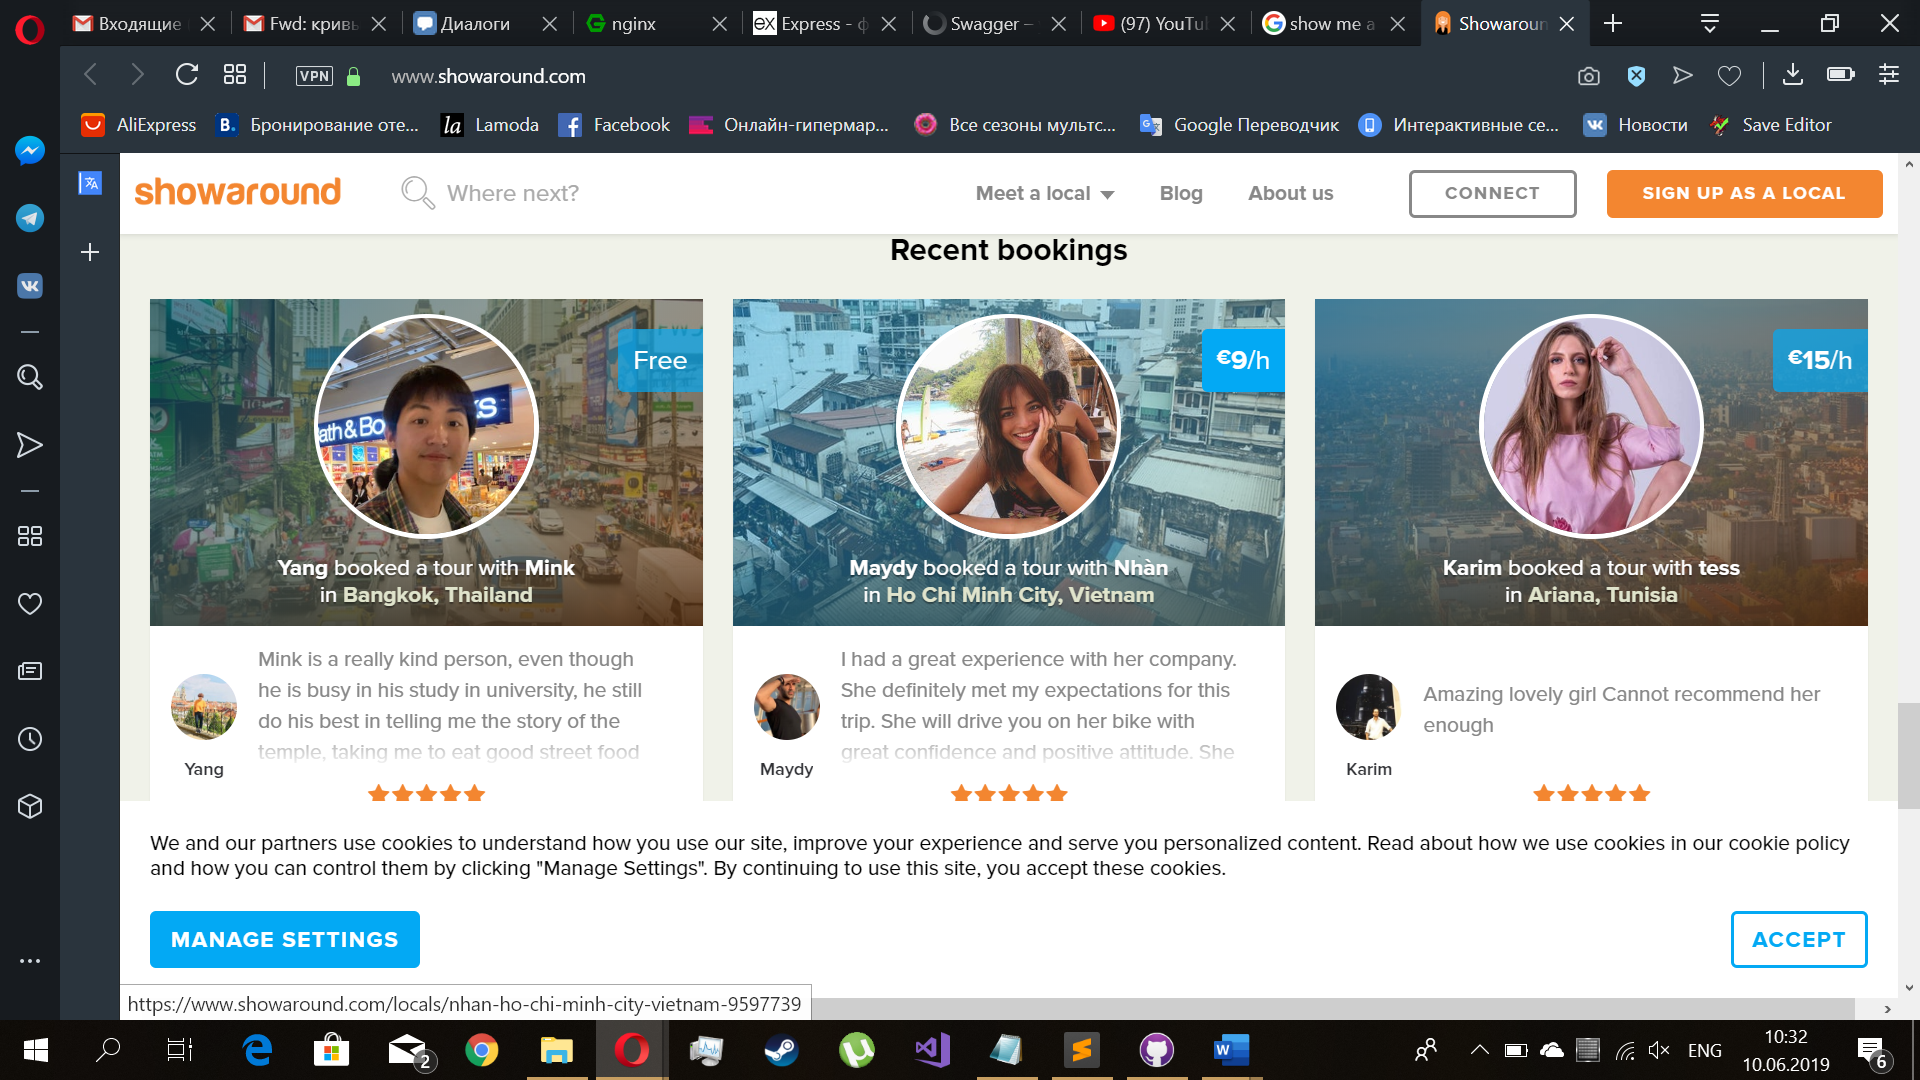 Входящие
Fwd: кривь
Диалоги
nginx
Express - ф
Swagger –
(97) YouTu
show me a
Showaroun
VPN
www.showaround.com
AliExpress
B. Бронирование оте...
la Lamoda
Facebook
Онлайн-гипермар...
Все сезоны мультс...
Google Переводчик
Интерактивные се...
Новости
Save Editor
showaround
Where next?
Meet a local
Blog
About us
CONNECT
SIGN UP AS A LOCAL
Recent bookings
Free
Yang booked a tour with Mink
in Bangkok, Thailand
Mink is a really kind person, even though
he is busy in his study in university, he still
do his best in telling me the story of the
temple, taking me to eat good street food
Yang
€9/h
Maydy booked a tour with Nhàn
in Ho Chi Minh City, Vietnam
I had a great experience with her company.
She definitely met my expectations for this
trip. She will drive you on her bike with
great confidence and positive attitude. She
Maydy
€15/h
Karim booked a tour with tess
in Ariana, Tunisia
Amazing lovely girl Cannot recommend her
enough
Karim
We and our partners use cookies to understand how you use our site, improve your experience and serve you personalized content. Read about how we use cookies in our cookie policy
and how you can control them by clicking "Manage Settings". By continuing to use this site, you accept these cookies.
MANAGE SETTINGS
ACCEPT
https://www.showaround.com/locals/nhan-ho-chi-minh-city-vietnam-9597739
2
ENG
10:32
10.06.2019
6